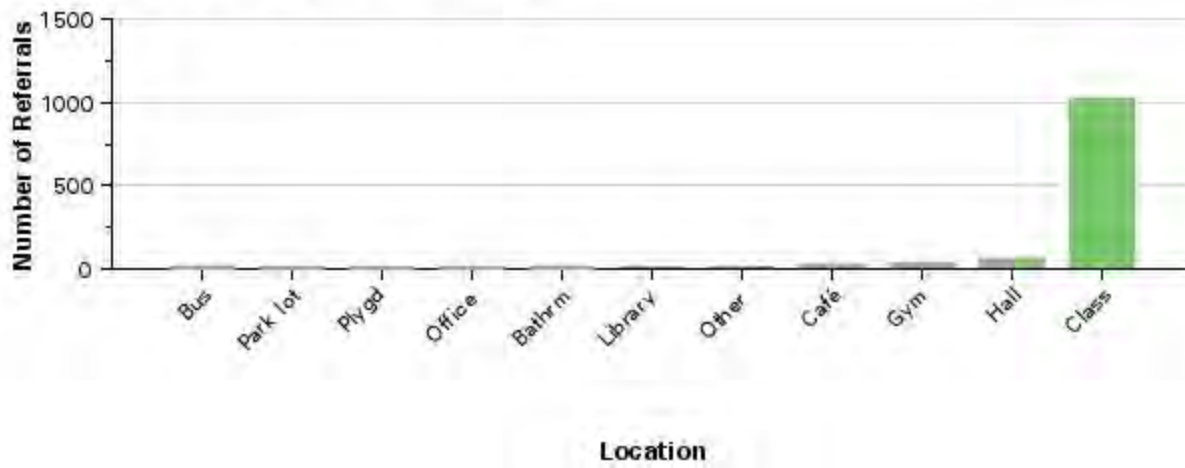 Number of Referrals
1500
1000
500
0
Bus
Park lot
Plygd
Office
Bathrm
Library
Other
Café
Gym
Hall
Class
Location